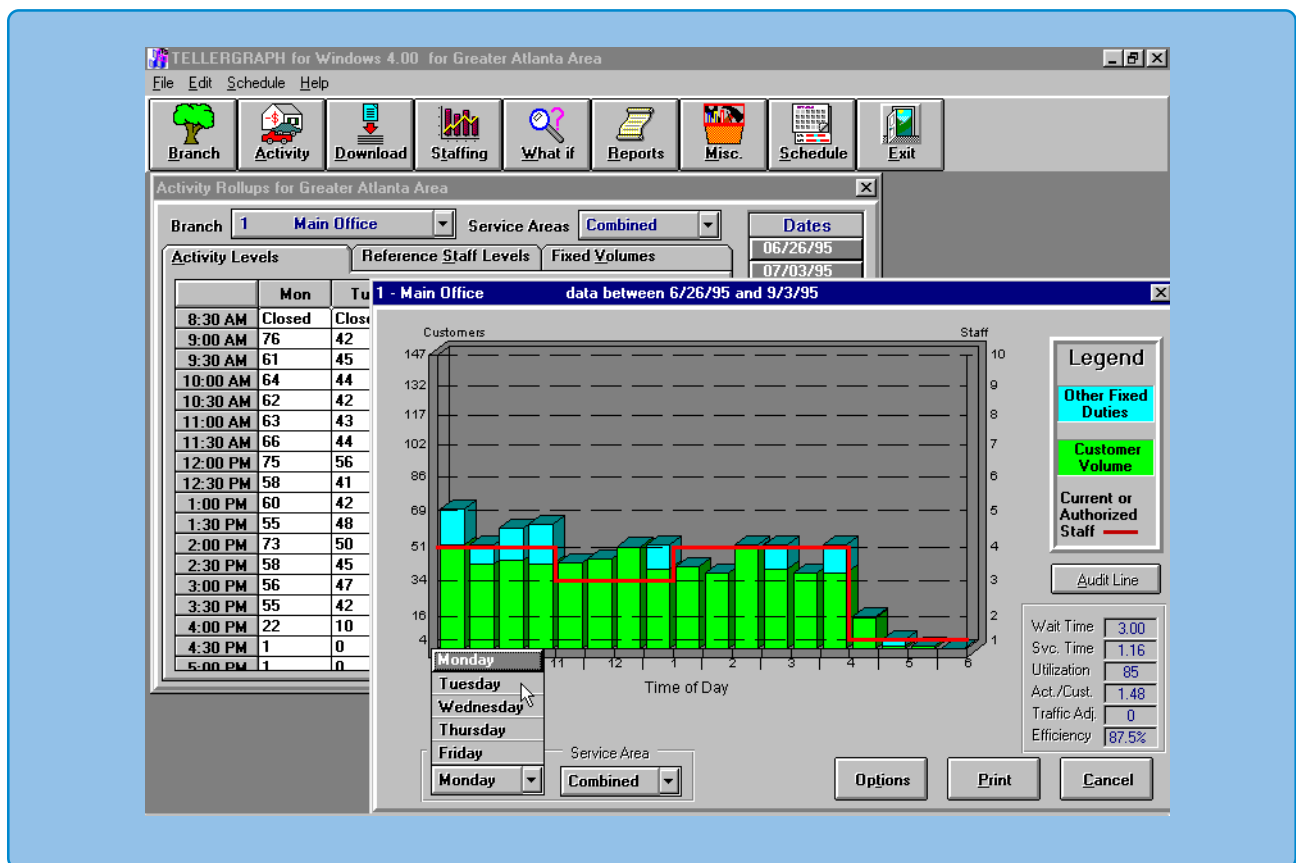 TELLERGRAPH for Windows 4.00 for Greater Atlanta Area
File Edit Schedule Help
Branch Activity Download Staffing What if Reports Misc. Schedule Exit
Activity Rollups for Greater Atlanta Area
Branch 1 Main Office Service Areas Combined Dates
06/26/95
07/03/95
Activity Levels Reference Staff Levels Fixed Volumes
Mon Tu
8:30 AM Closed Close
9:00 AM 76 42
9:30 AM 61 45
10:00 AM 64 44
10:30 AM 62 42
11:00 AM 63 43
11:30 AM 66 44
12:00 PM 75 56
12:30 PM 58 41
1:00 PM 60 42
1:30 PM 55 48
2:00 PM 73 50
2:30 PM 58 45
3:00 PM 56 47
3:30 PM 55 42
4:00 PM 22 10
4:30 PM 1 0
5:00 PM 1 0
1 - Main Office data between 6/26/95 and 9/3/95
Customers Staff
147 10
132 9
117 8
102 7
86 6
69 5
51 4
34 3
16 2
4 1
11 12 1 2 3 4 5 6
Time of Day
Legend
Other Fixed
Duties
Customer
Volume
Current or
Authorized
Staff
Audit Line
Wait Time 3.00
Svc. Time 1.16
Utilization 85
Act./Cust. 1.48
Traffic Adj. 0
Efficiency 87.5%
Monday
Tuesday
Wednesday
Thursday
Friday
Monday
Service Area
Combined
Options Print Cancel